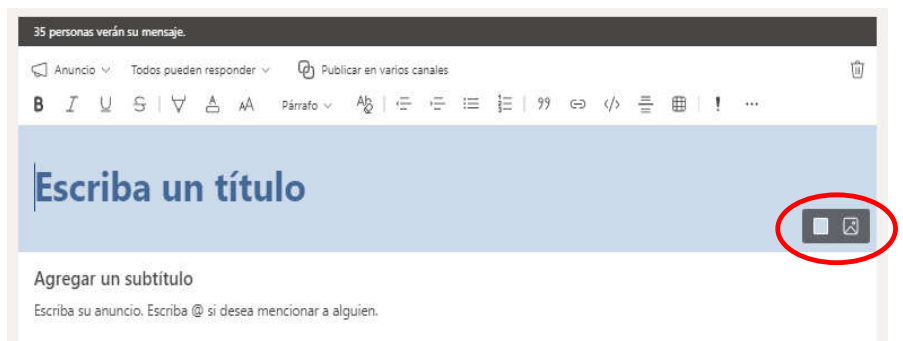 35 personas verán su mensaje.
Anuncio Todos pueden responder Publicar en varios canales
B I U S A AA Párrafo Ab 99 </> ! ...
Escriba un título
Agregar un subtítulo
Escriba su anuncio. Escriba @ si desea mencionar a alguien.